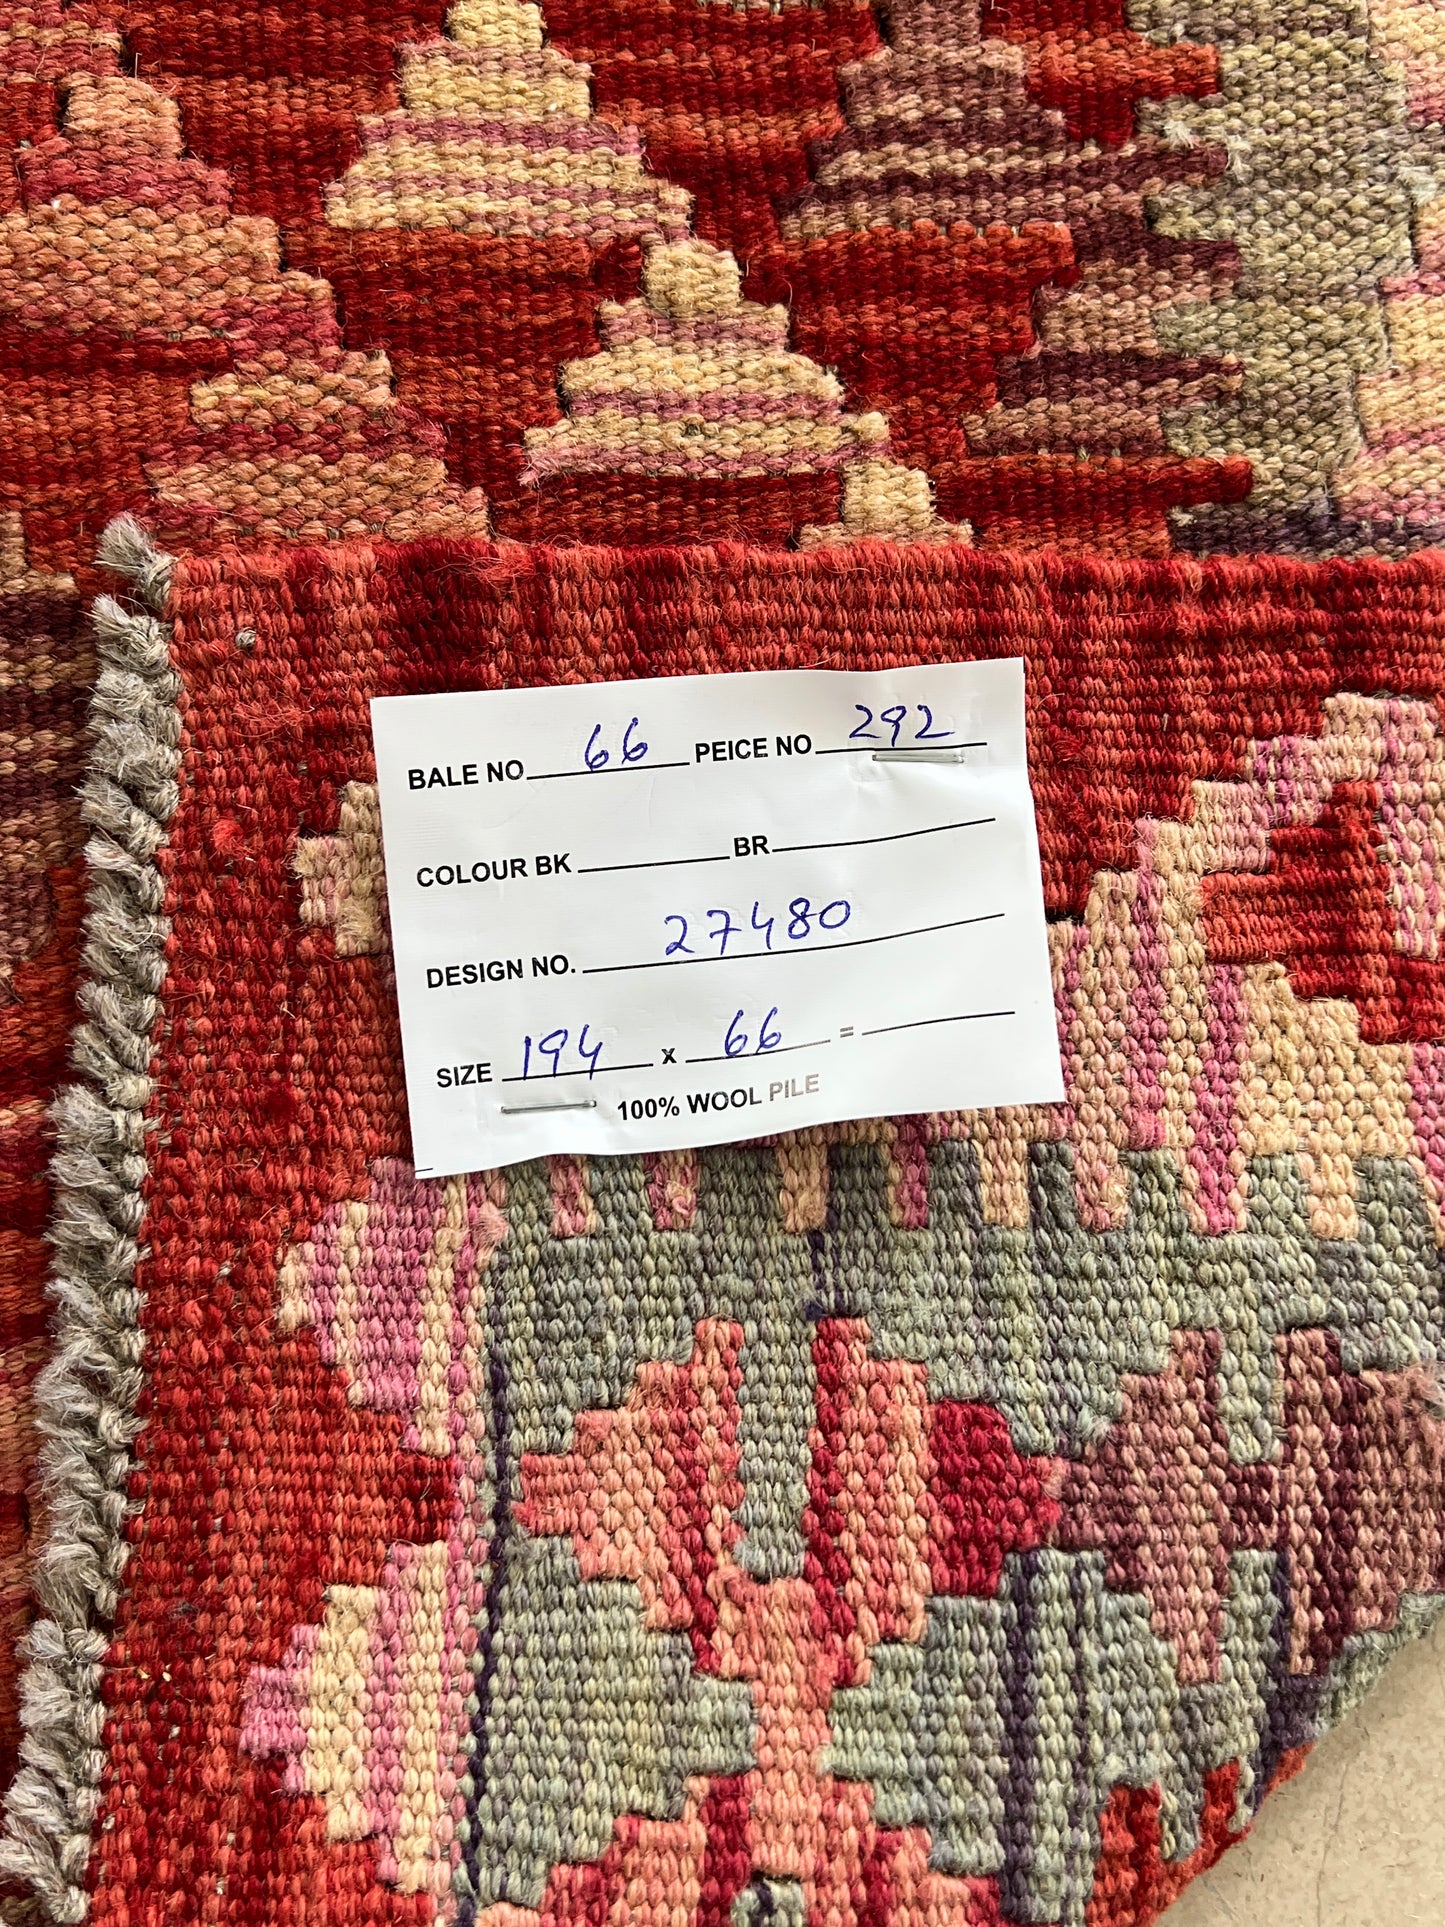 BALE NO 66 PEICE NO 292
COLOUR BK BR
DESIGN NO. 27480
SIZE 194 x 66 =
100% WOOL PILE